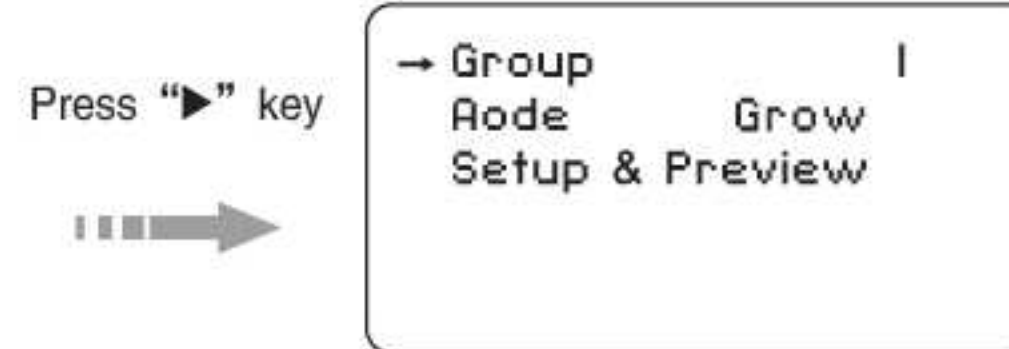 Press “▶” key
→ Group I
Aode Grow
Setup & Preview